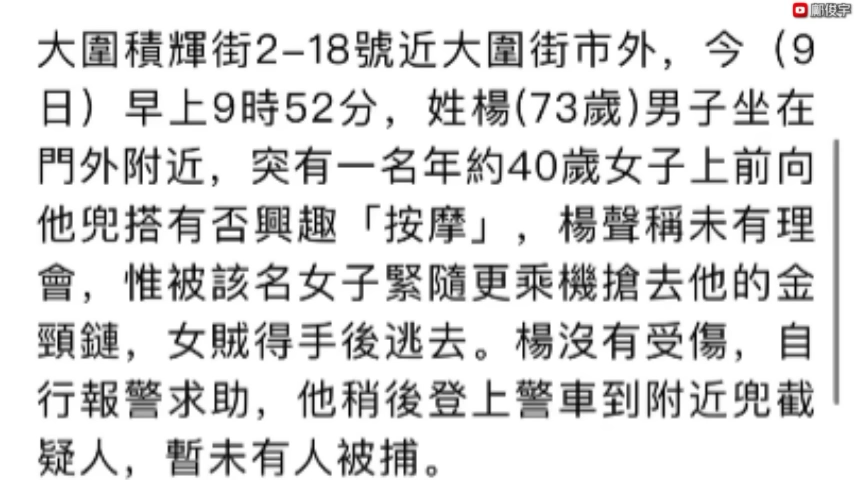 鄺俊宇
大圍積輝街2-18號近大圍街市外，今（9
日）早上9時52分，姓楊(73歲)男子坐在
門外附近，突有一名年約40歲女子上前向
他兜搭有否興趣「按摩」，楊聲稱未有理
會，惟被該名女子緊隨更乘機搶去他的金
頸鏈，女賊得手後逃去。楊沒有受傷，自
行報警求助，他稍後登上警車到附近兜截
疑人，暫未有人被捕。